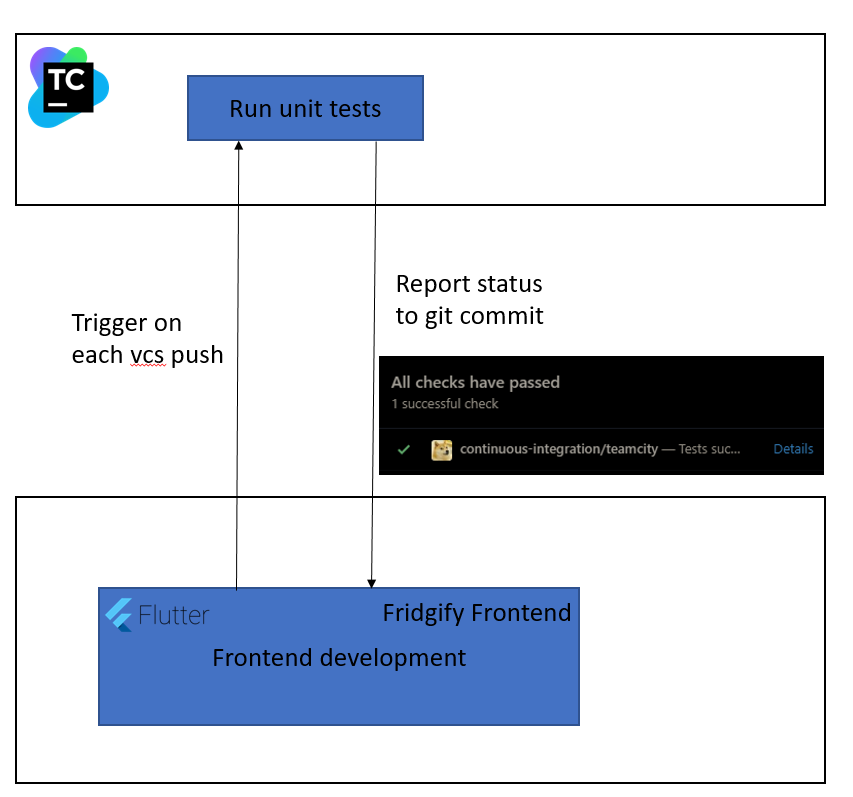 TC
Run unit tests
Report status
to git commit
Trigger on
each vcs push
All checks have passed
1 successful check
continuous-integration/teamcity — Tests suc...
Details
Flutter
Fridgify Frontend
Frontend development